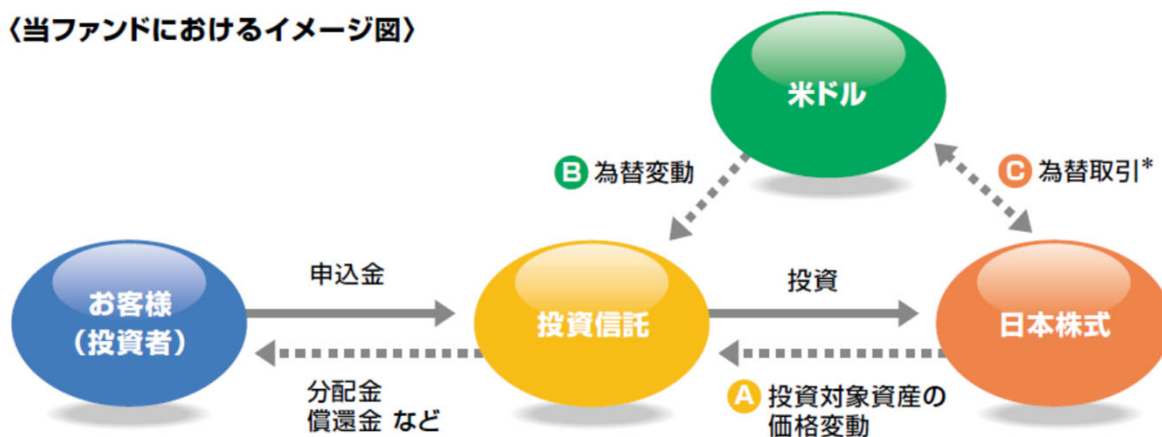 〈当ファンドにおけるイメージ図〉
米ドル
B 為替変動
C 為替取引*
お客様
（投資者）
申込金
投資信託
投資
日本株式
分配金
償還金 など
A 投資対象資産の
価格変動